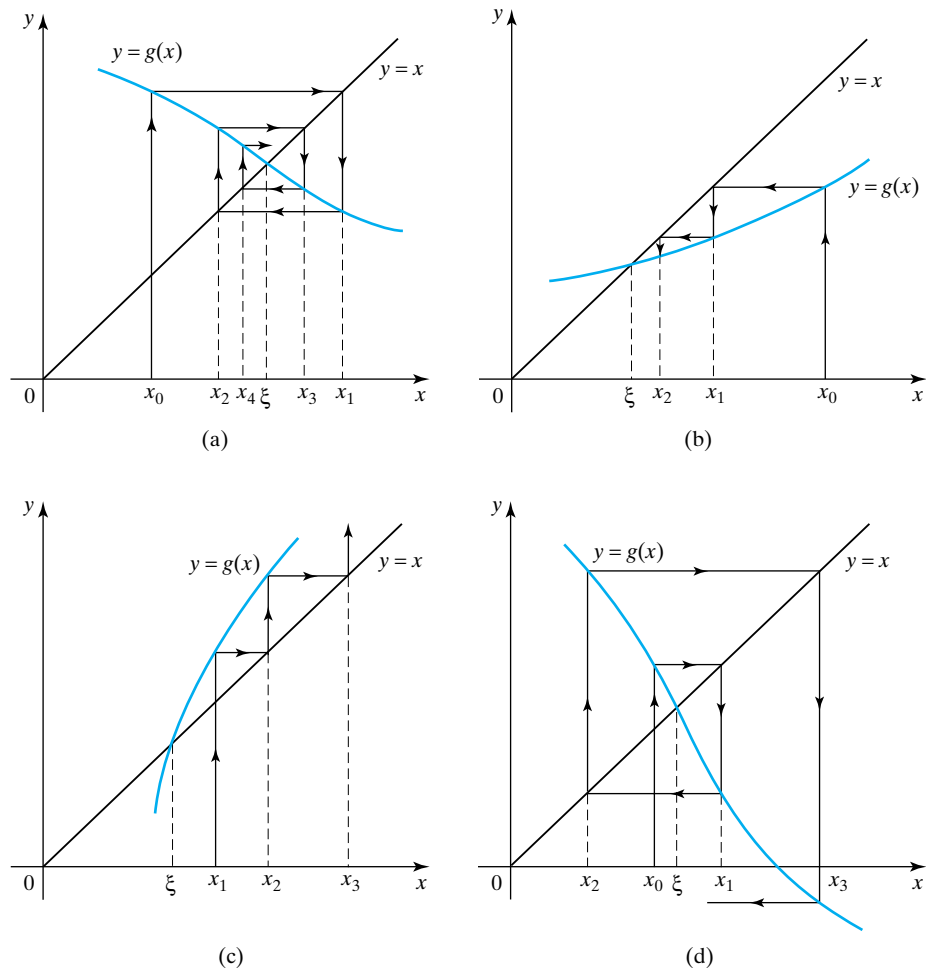 y
y = g(x)
y = x
0
x₀
x₂
x₄
ξ
x₃
x₁
x
(a)
y
y = x
y = g(x)
0
ξ
x₂
x₁
x₀
x
(b)
y
y = g(x)
y = x
0
ξ
x₁
x₂
x₃
x
(c)
y
y = g(x)
y = x
0
x₂
x₀
ξ
x₁
x₃
x
(d)